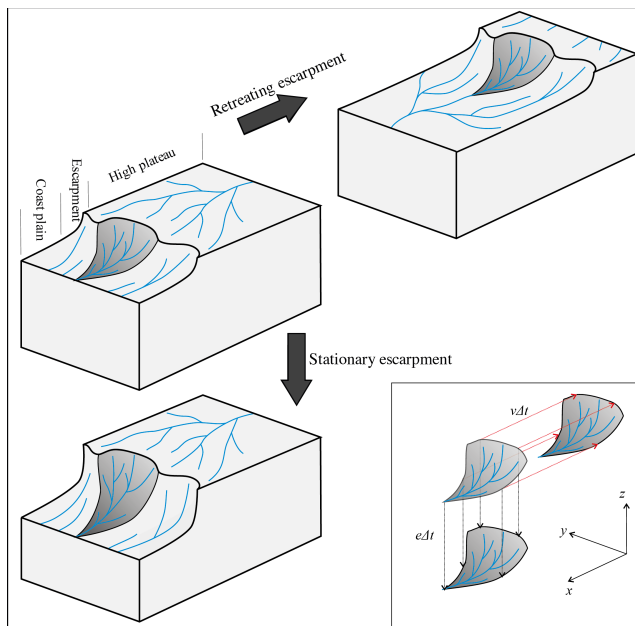 Retreating escarpment
High plateau
Escarpment
Coast plain
Stationary escarpment
vΔt
eΔt
z
y
x